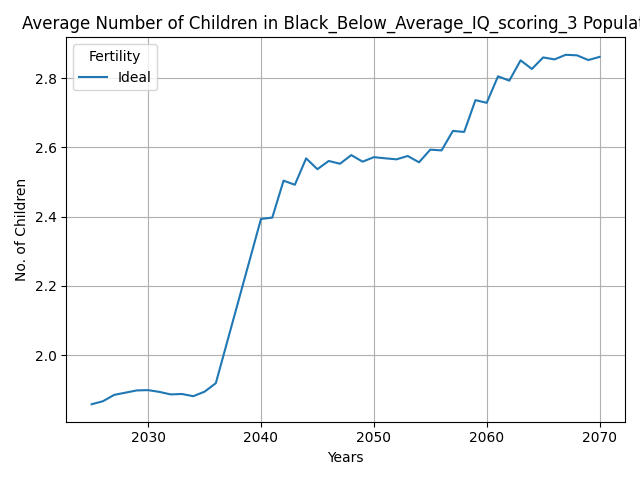 Average Number of Children in Black_Below_Average_IQ_scoring_3 Populat
Fertility
Ideal
2.8
2.6
2.4
2.2
2.0
No. of Children
2030 2040 2050 2060 2070
Years